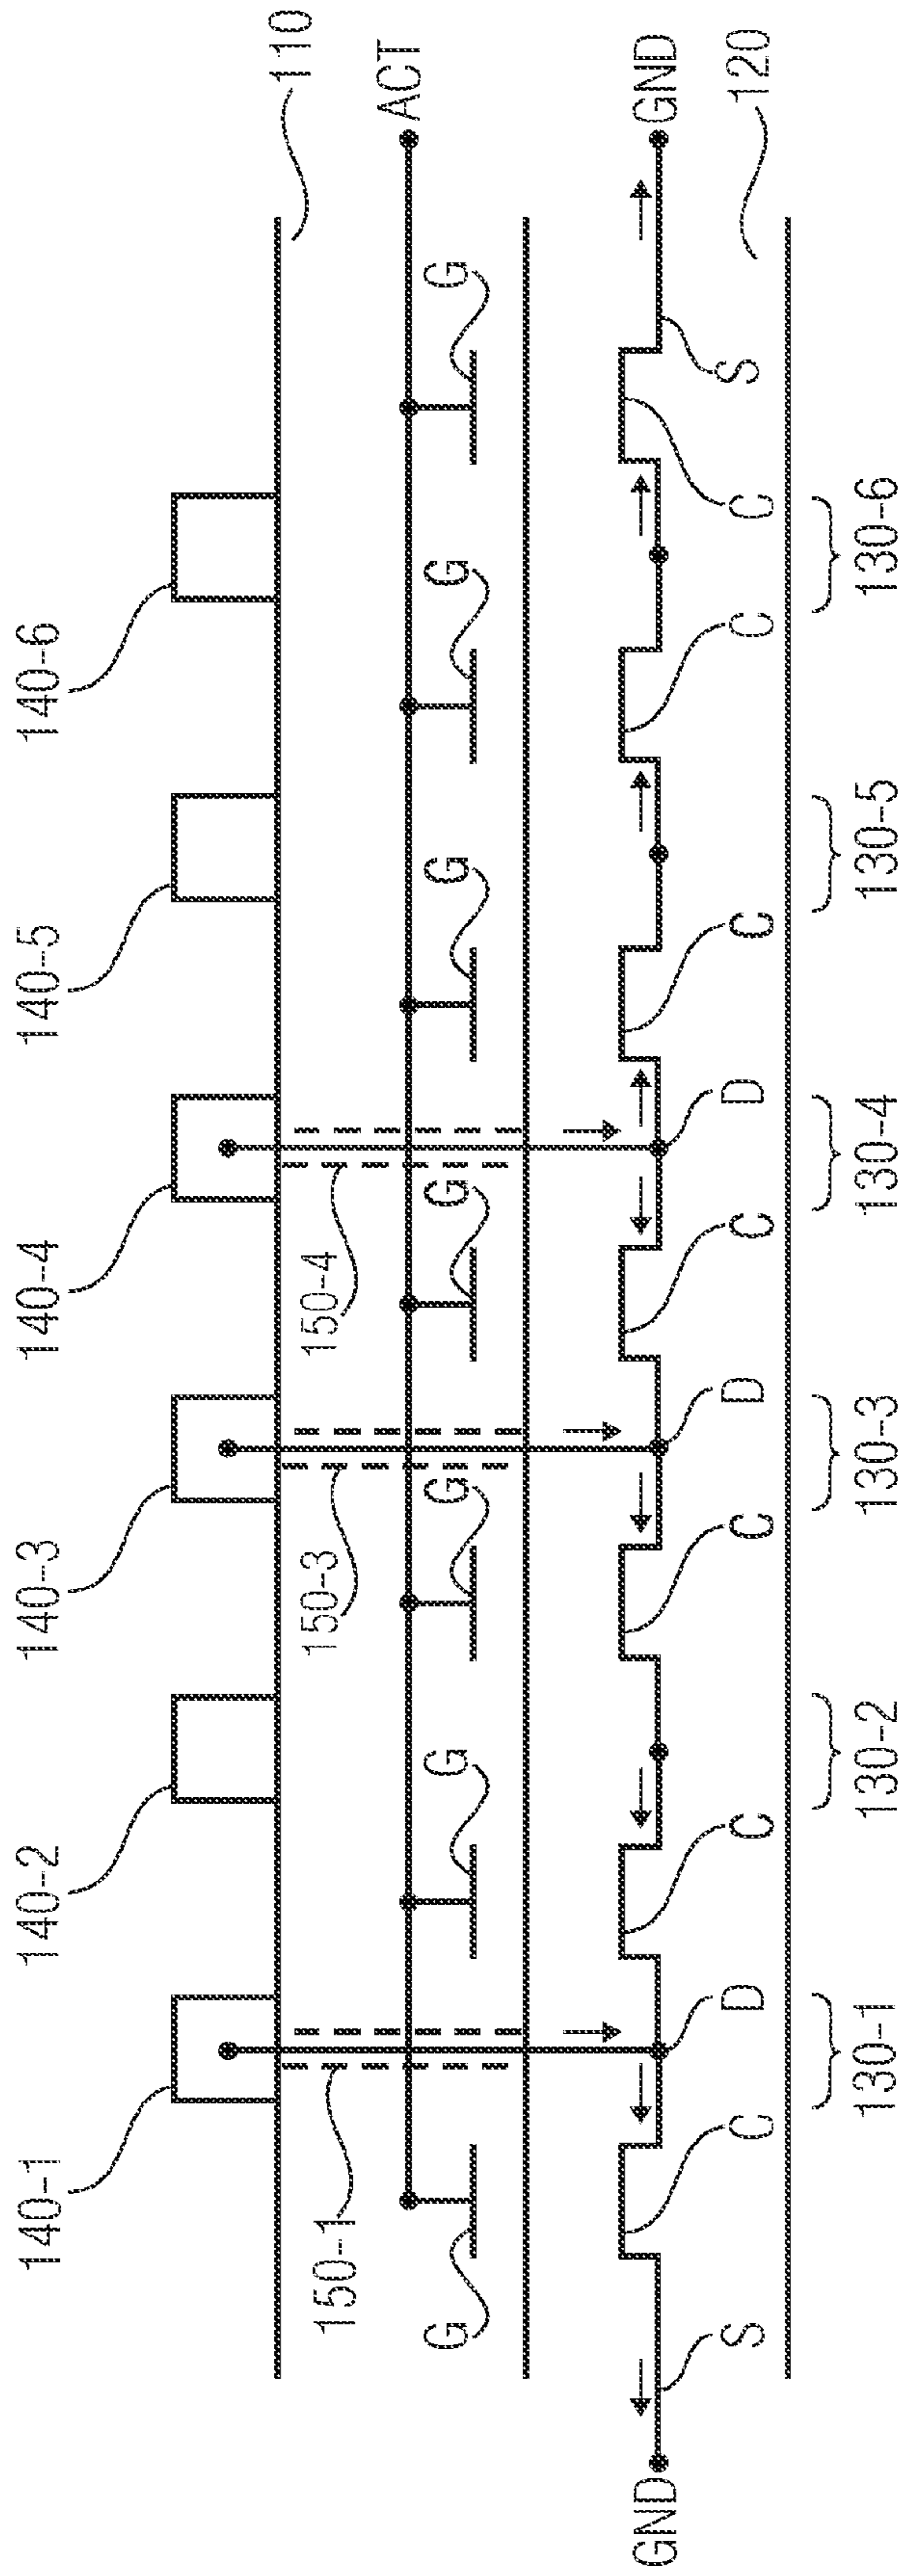 140-1 140-2 140-3 140-4 140-5 140-6
110
150-1 150-3 150-4
ACT
G G G G G G G
GND GND
S C D C C D C D C C C S 120
130-1 130-2 130-3 130-4 130-5 130-6